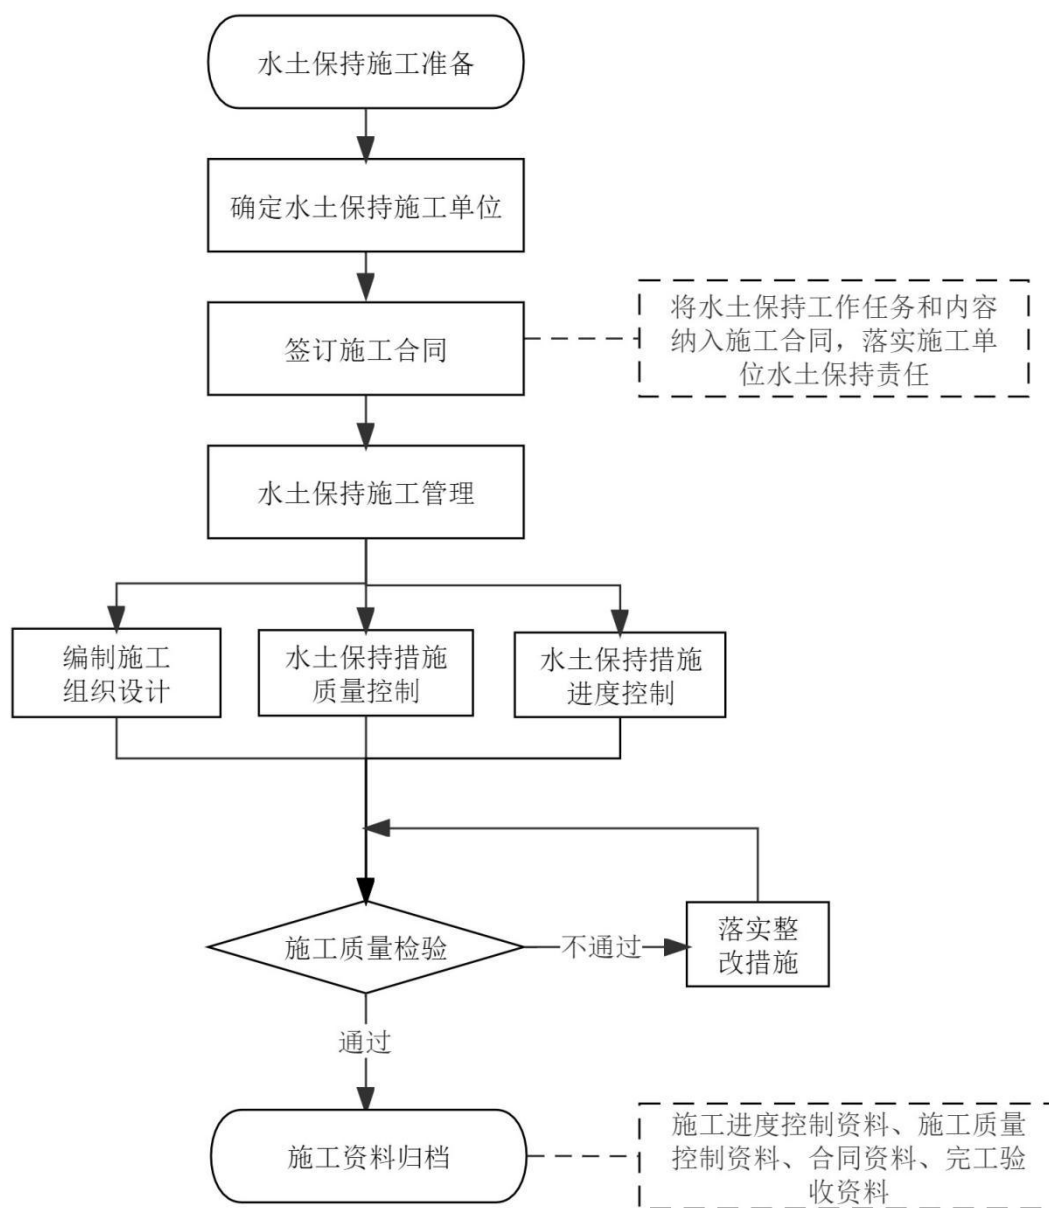 水土保持施工准备
确定水土保持施工单位
签订施工合同
将水土保持工作任务和内容
纳入施工合同，落实施工单
位水土保持责任
水土保持施工管理
编制施工
组织设计
水土保持措施
质量控制
水土保持措施
进度控制
施工质量检验
不通过
落实整
改措施
通过
施工资料归档
施工进度控制资料、施工质量
控制资料、合同资料、完工验
收资料